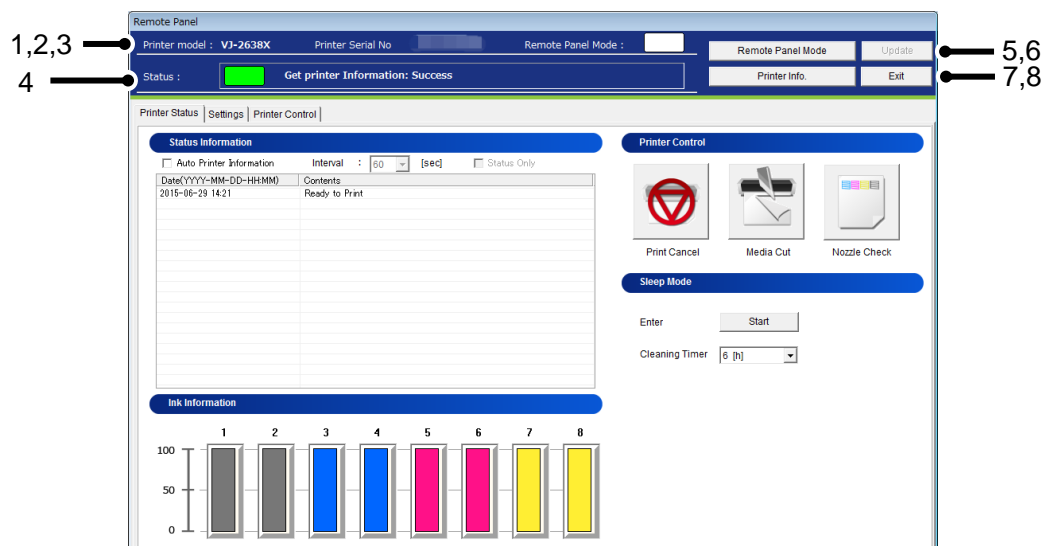 Remote Panel
1,2,3
Printer model : VJ-2638X Printer Serial No Remote Panel Mode :
Remote Panel Mode Update
5,6
4
Status : Get printer Information: Success
Printer Info. Exit
7,8
Printer Status Settings Printer Control
Status Information
Auto Printer Information Interval : 60 [sec] Status Only
Date(YYYY-MM-DD-HH:MM) Contents
2015-06-29 14:21 Ready to Print
Printer Control
Print Cancel Media Cut Nozzle Check
Sleep Mode
Enter Start
Cleaning Timer 6 [h]
Ink Information
1 2 3 4 5 6 7 8
100
50
0